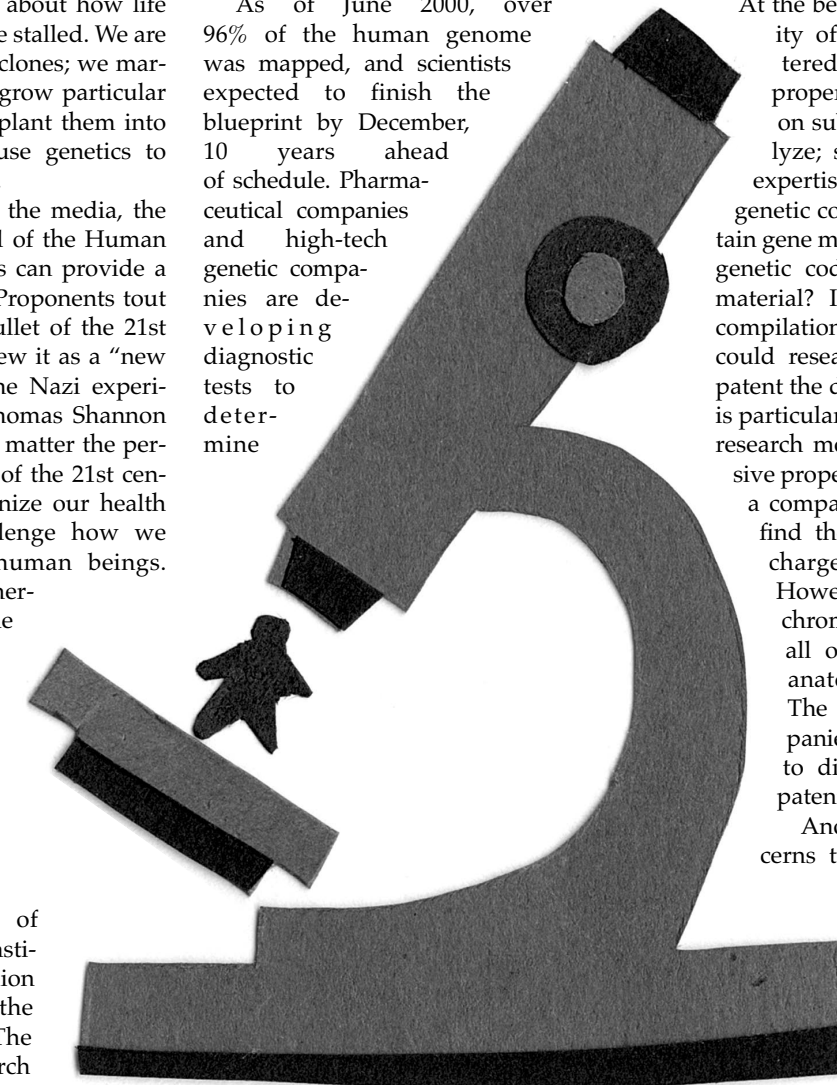 about how life
e stalled. We are
clones; we mar-
grow particular
plant them into
use genetics to
the media, the
l of the Human
s can provide a
Proponents tout
ullet of the 21st
ew it as a “new
ne Nazi experi-
homas Shannon
matter the per-
of the 21st cen-
nize our health
lenge how we
human beings.
her-
e
of
nsti-
ion
the
The
rch
As of June 2000, over
96% of the human genome
was mapped, and scientists
expected to finish the
blueprint by December,
10 years ahead
of schedule. Pharma-
ceutical companies
and high-tech
genetic compa-
nies are de-
veloping
diagnostic
tests to
deter-
mine
At the be
ity of
tered
proper
on su
lyze; s
expertis
genetic co
tain gene m
genetic cod
material? I
compilation
could resea
patent the d
is particular
research mo
sive prope
a compa
find th
charge
Howe
chrom
all o
anato
The
panie
to di
paten
Ano
cerns t